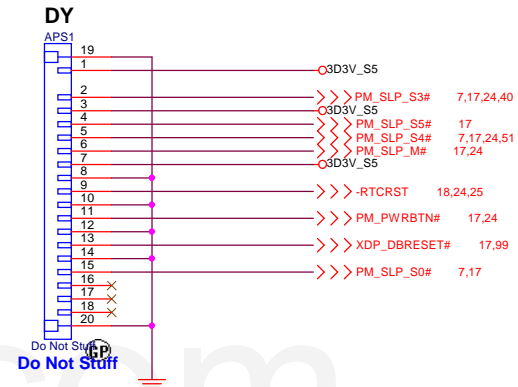 DY
APS1
19
1 3D3V_S5
2 PM_SLP_S3# 7,17,24,40
3 3D3V_S5
4 PM_SLP_S5# 17
5 PM_SLP_S4# 7,17,24,51
6 PM_SLP_M# 17,24
7 3D3V_S5
8
9 -RTCRST 18,24,25
10
11 PM_PWRBTN# 17,24
12
13 XDP_DBRESET# 17,99
14
15 PM_SLP_S0# 7,17
16
17
18
20
Do Not Stuff
GP
Do Not Stuff
com